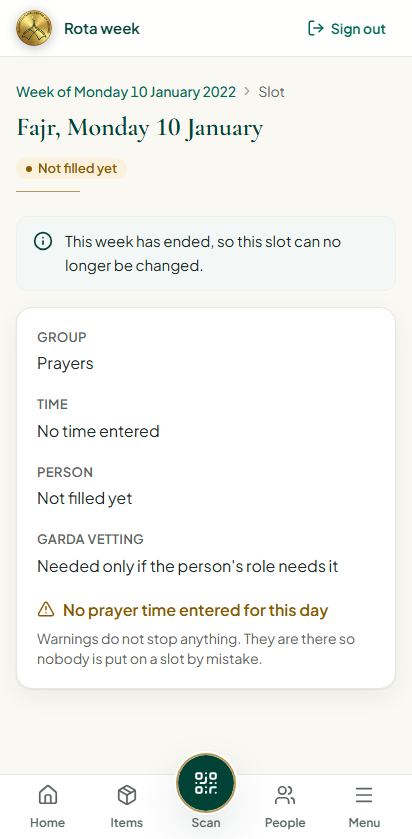 Rota week
Sign out
Week of Monday 10 January 2022 > Slot
Fajr, Monday 10 January
Not filled yet
This week has ended, so this slot can no
longer be changed.
GROUP
Prayers
TIME
No time entered
PERSON
Not filled yet
GARDA VETTING
Needed only if the person's role needs it
No prayer time entered for this day
Warnings do not stop anything. They are there so
nobody is put on a slot by mistake.
Home
Items
Scan
People
Menu